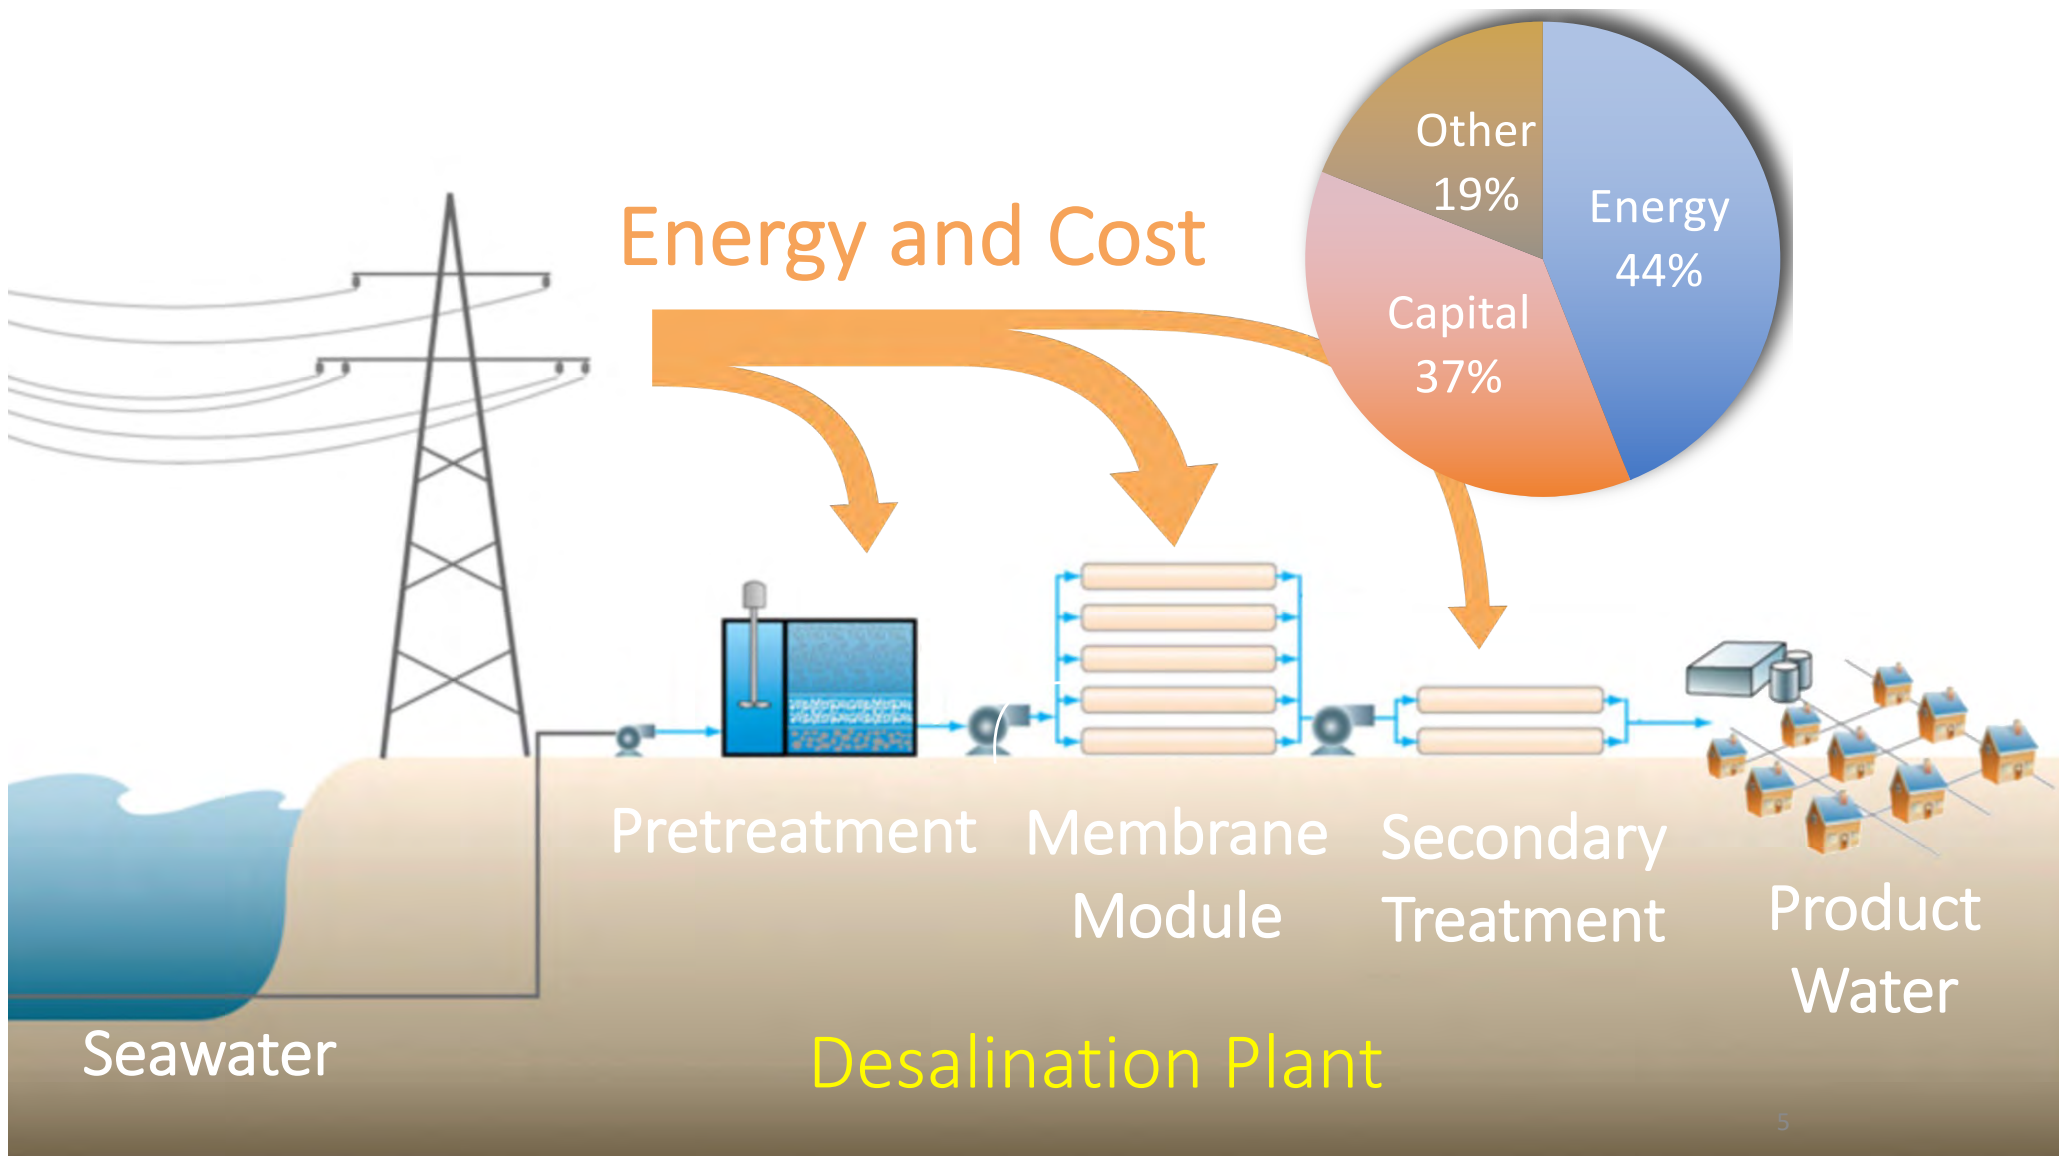 Other
19%
Energy
44%
Capital
37%
Energy and Cost
Pretreatment
Membrane
Module
Secondary
Treatment
Product
Water
Seawater
Desalination Plant
5